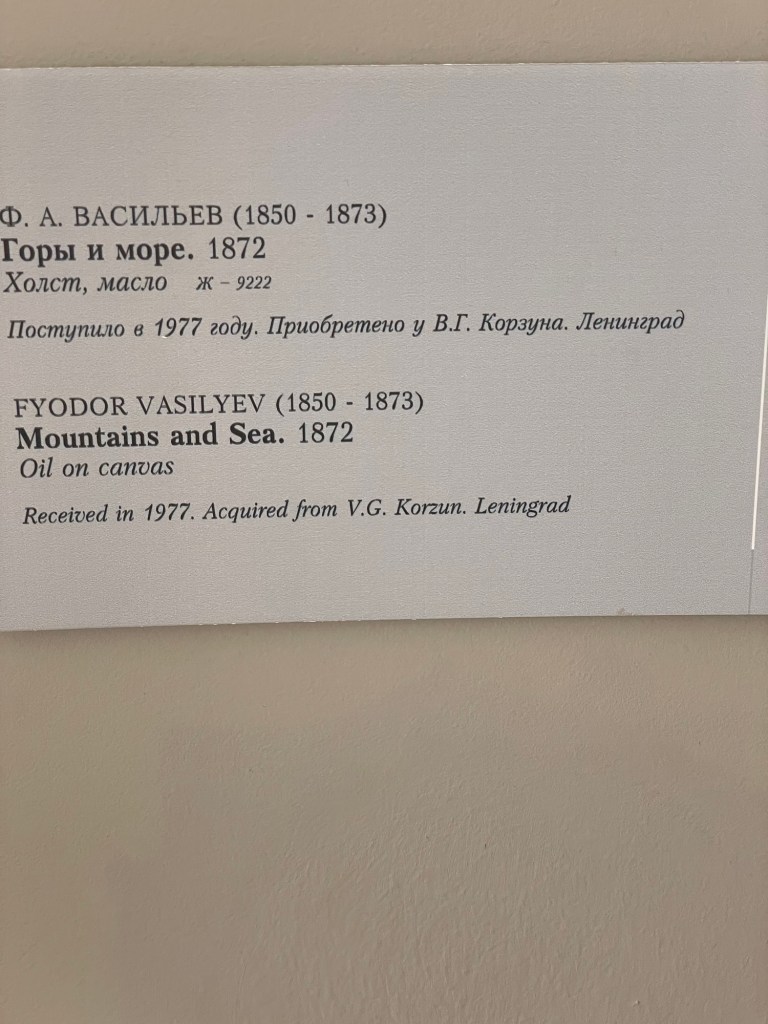 Ф. А. ВАСИЛЬЕВ (1850 - 1873)
Горы и море. 1872
Холст, масло Ж – 9222
Поступило в 1977 году. Приобретено у В.Г. Корзуна. Ленинград
FYODOR VASILYEV (1850 - 1873)
Mountains and Sea. 1872
Oil on canvas
Received in 1977. Acquired from V.G. Korzun. Leningrad